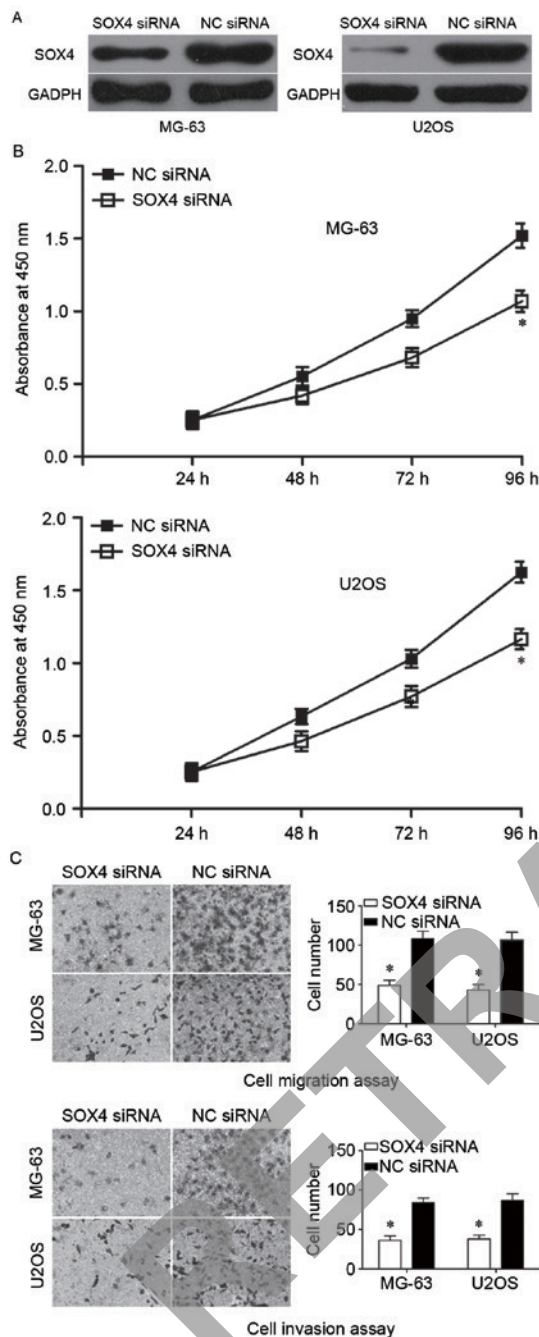 A
SOX4 siRNA NC siRNA SOX4 siRNA NC siRNA
SOX4 SOX4
GADPH GADPH
MG-63 U2OS
B
2.0
NC siRNA
SOX4 siRNA
MG-63
1.5
1.0
0.5
0.0
Absorbance at 450 nm
*
24 h 48 h 72 h 96 h
2.0
NC siRNA
SOX4 siRNA
U2OS
1.5
1.0
0.5
0.0
Absorbance at 450 nm
*
24 h 48 h 72 h 96 h
C
SOX4 siRNA NC siRNA
MG-63
U2OS
150
100
50
0
Cell number
SOX4 siRNA
NC siRNA
* *
MG-63 U2OS
Cell migration assay
SOX4 siRNA NC siRNA
MG-63
U2OS
150
100
50
0
Cell number
SOX4 siRNA
NC siRNA
* *
MG-63 U2OS
Cell invasion assay
RETRA